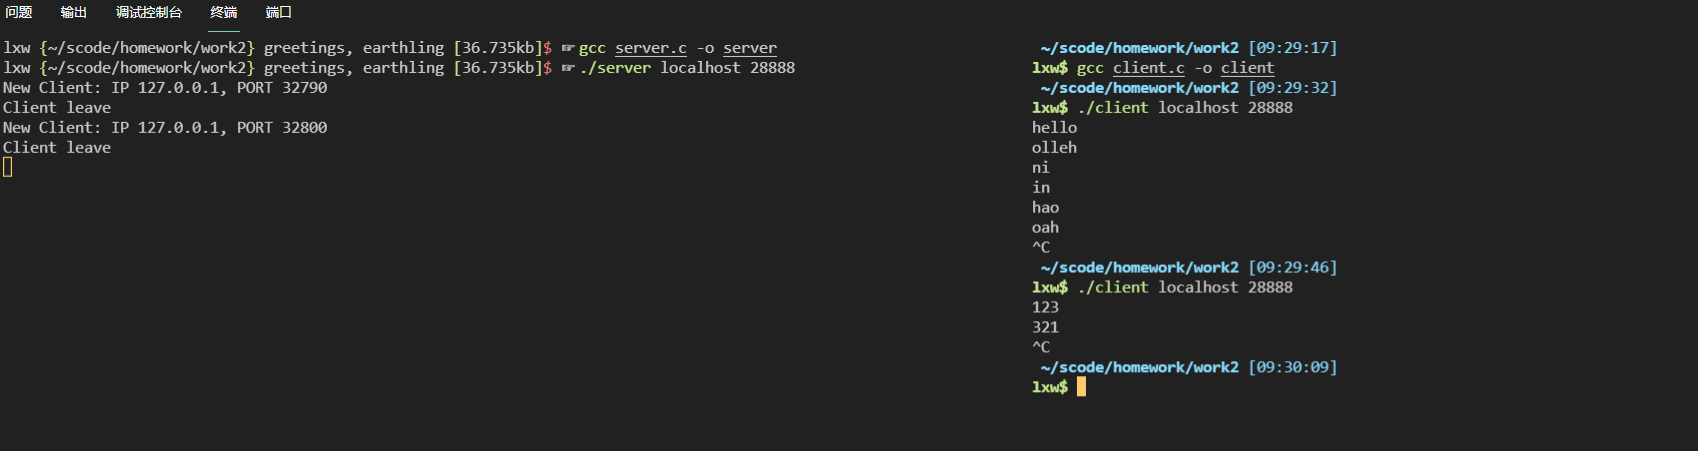 问题 输出 调试控制台 终端 端口
lxw {~/scode/homework/work2} greetings, earthling [36.735kb]$ ☞ gcc server.c -o server
lxw {~/scode/homework/work2} greetings, earthling [36.735kb]$ ☞ ./server localhost 28888
New Client: IP 127.0.0.1, PORT 32790
Client leave
New Client: IP 127.0.0.1, PORT 32800
Client leave
~/scode/homework/work2 [09:29:17]
lxw$ gcc client.c -o client
~/scode/homework/work2 [09:29:32]
lxw$ ./client localhost 28888
hello
olleh
ni
in
hao
oah
^C
~/scode/homework/work2 [09:29:46]
lxw$ ./client localhost 28888
123
321
^C
~/scode/homework/work2 [09:30:09]
lxw$